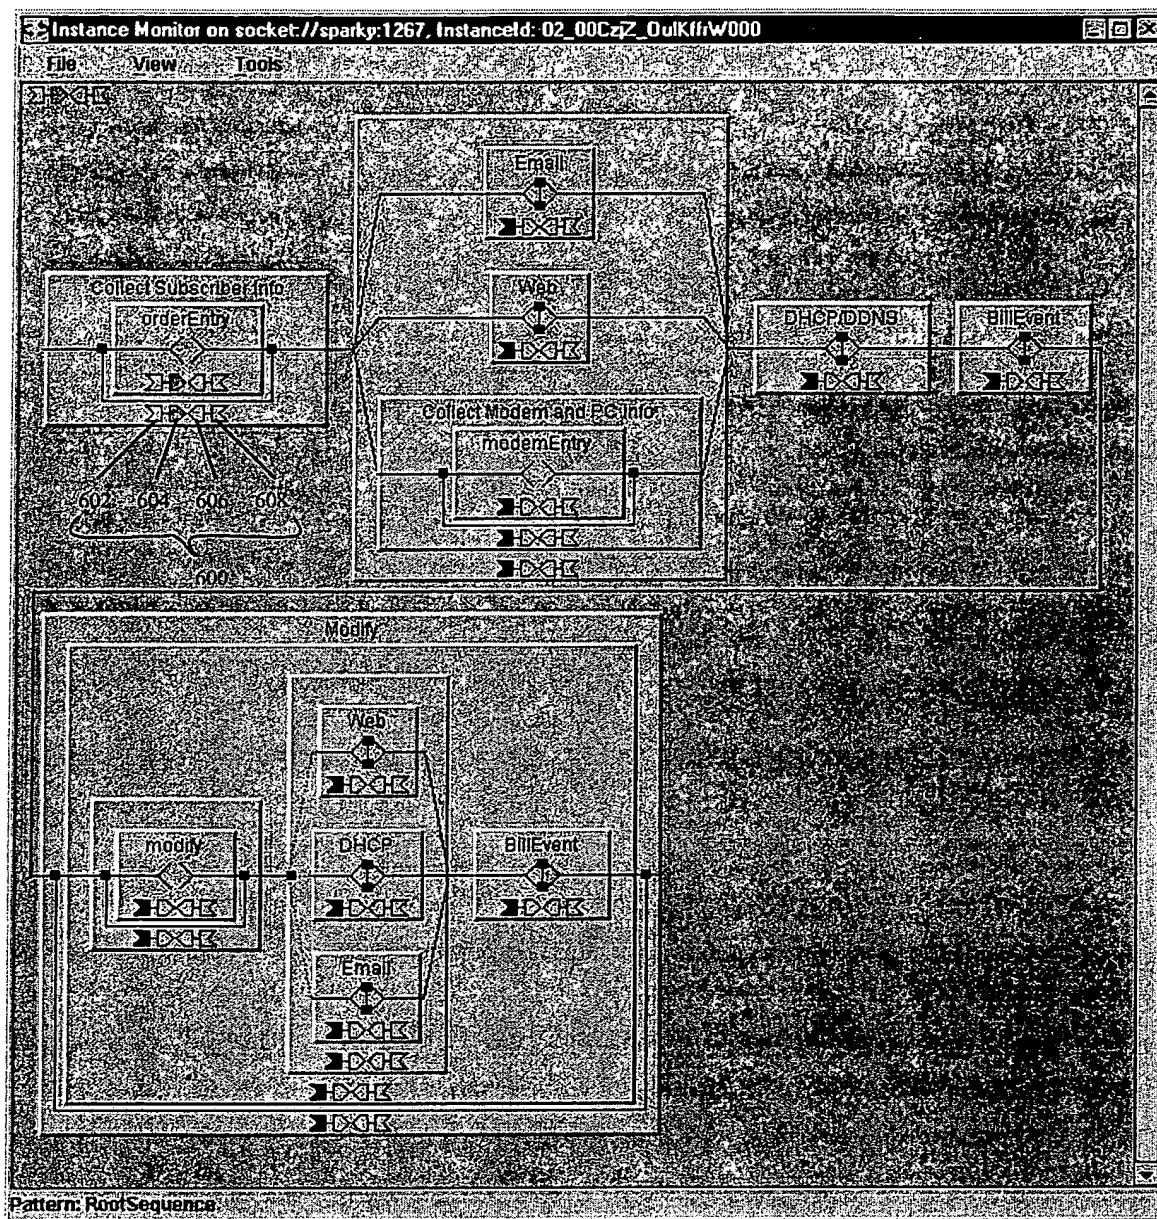 Instance Monitor on socket://sparky:1267, InstanceId: 02_00CzjZ_OulKffrW000
File View Tools
Email
Web
Collect Subscriber Info
orderEntry
DHCP/DDNS
BillEvent
Collect Modem and PC Info
modemEntry
602 604 606 608
600
Modify
Web
modify
DHCP
BillEvent
Email
Pattern: RootSequence